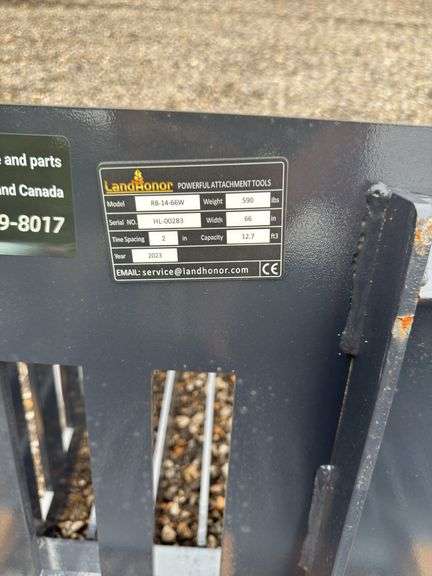 e and parts
and Canada
9-8017
LandHonor POWERFUL ATTACHMENT TOOLS
Model RB-14-66W Weight 590 lbs
Serial NO. HL-00283 Width 66 in
Tine Spacing 2 in Capacity 12.7 ft3
Year 2023
EMAIL: service@landhonor.com CE